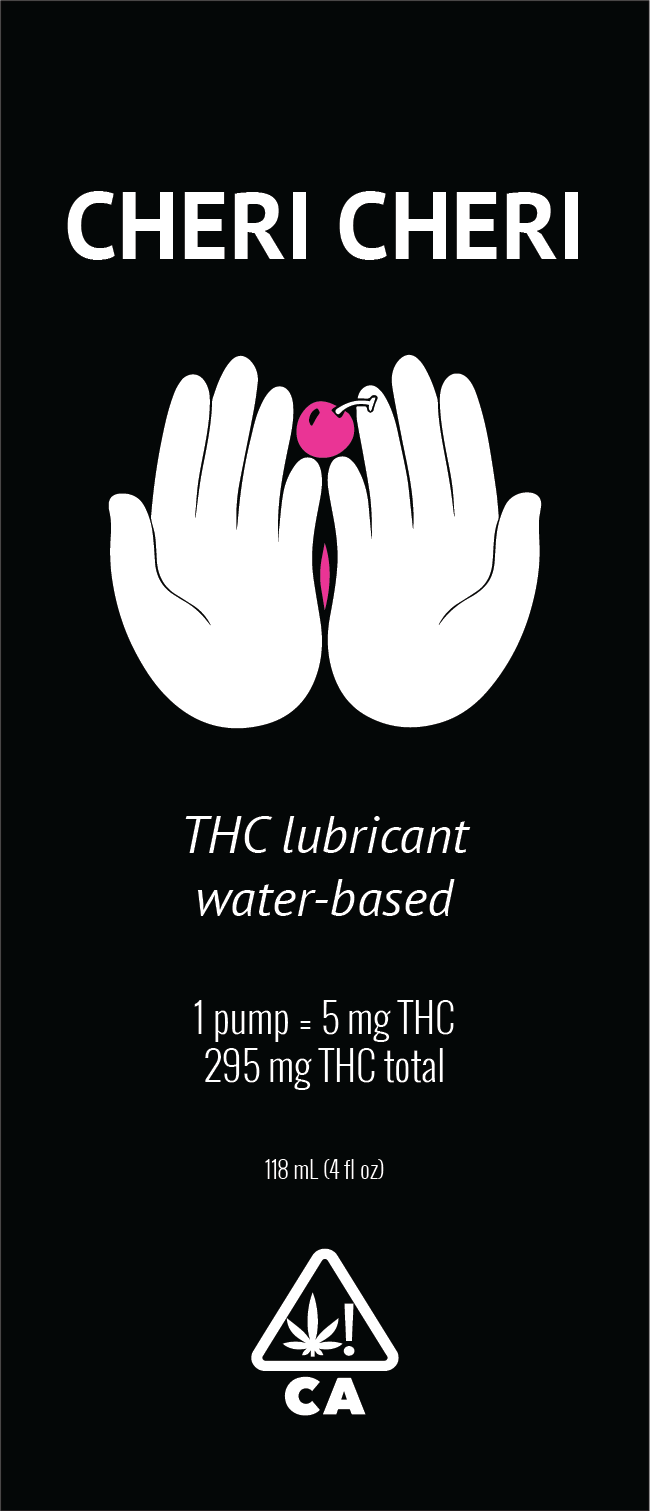 CHERI CHERI
THC lubricant
water-based
1 pump = 5 mg THC
295 mg THC total
118 mL (4 fl oz)
!
CA